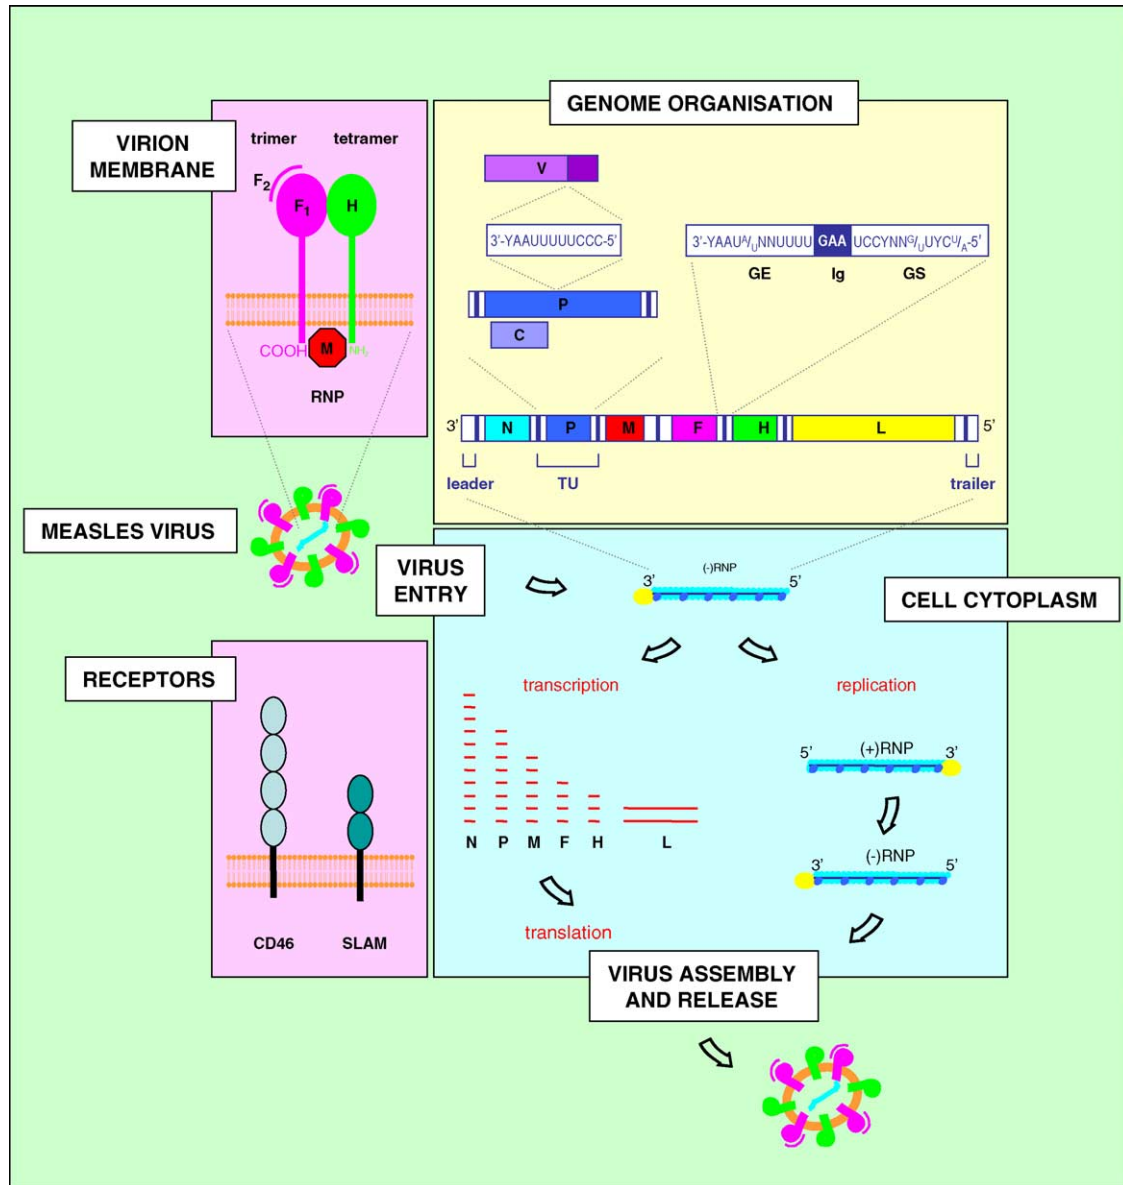 GENOME ORGANISATION
VIRION
MEMBRANE
trimer tetramer
F2
F1 H
COOH M NH2
RNP
V
3'-YAAUUUUUCCC-5'
3'-YAAUA/UNNUUUU GAA UCCYNNG/UUYCU/A-5'
GE Ig GS
P
C
3' N P M F H L 5'
leader TU trailer
MEASLES VIRUS
VIRUS
ENTRY
3' (-)RNP 5'
CELL CYTOPLASM
RECEPTORS
transcription replication
5' (+)RNP 3'
N P M F H L
3' (-)RNP 5'
translation
CD46 SLAM
VIRUS ASSEMBLY
AND RELEASE